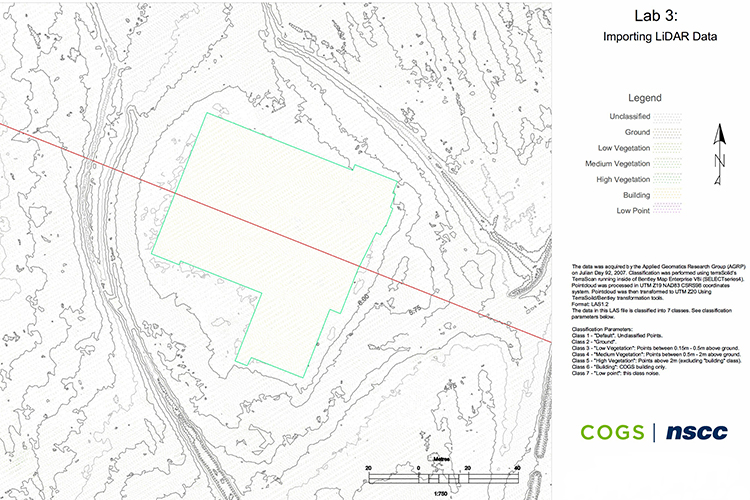 Lab 3:
Importing LiDAR Data
Legend
Unclassified
Ground
Low Vegetation
Medium Vegetation
High Vegetation
Building
Low Point
N
The data was acquired by the Applied Geomatics Research Group (AGRP)
on Julian Day 92, 2007. Classification was performed using terraSolid's
TerraScan running inside of Bentley Map Enterprise V8i (SELECTseries4).
Pointcloud was processed in UTM Z19 NAD83 CSRS98 coordinates
system. Pointcloud was then transformed to UTM Z20 Using
TerraSolid/Bentley transformation tools.
Format: LAS1.2
The data in this LAS file is classified into 7 classes. See classification
parameters below.
Classification Parameters:
Class 1 - "Default", Unclassified Points.
Class 2 - "Ground".
Class 3 - "Low Vegetation": Points between 0.15m - 0.5m above ground.
Class 4 - "Medium Vegetation": Points between 0.5m - 2m above ground.
Class 5 - "High Vegetation": Points above 2m (excluding "building" class).
Class 6 - "Building": COGS building only.
Class 7 - "Low point": this class noise.
COGS | nscc
6.00
5.75
4.75
Metres
20 0 20 40
1:750